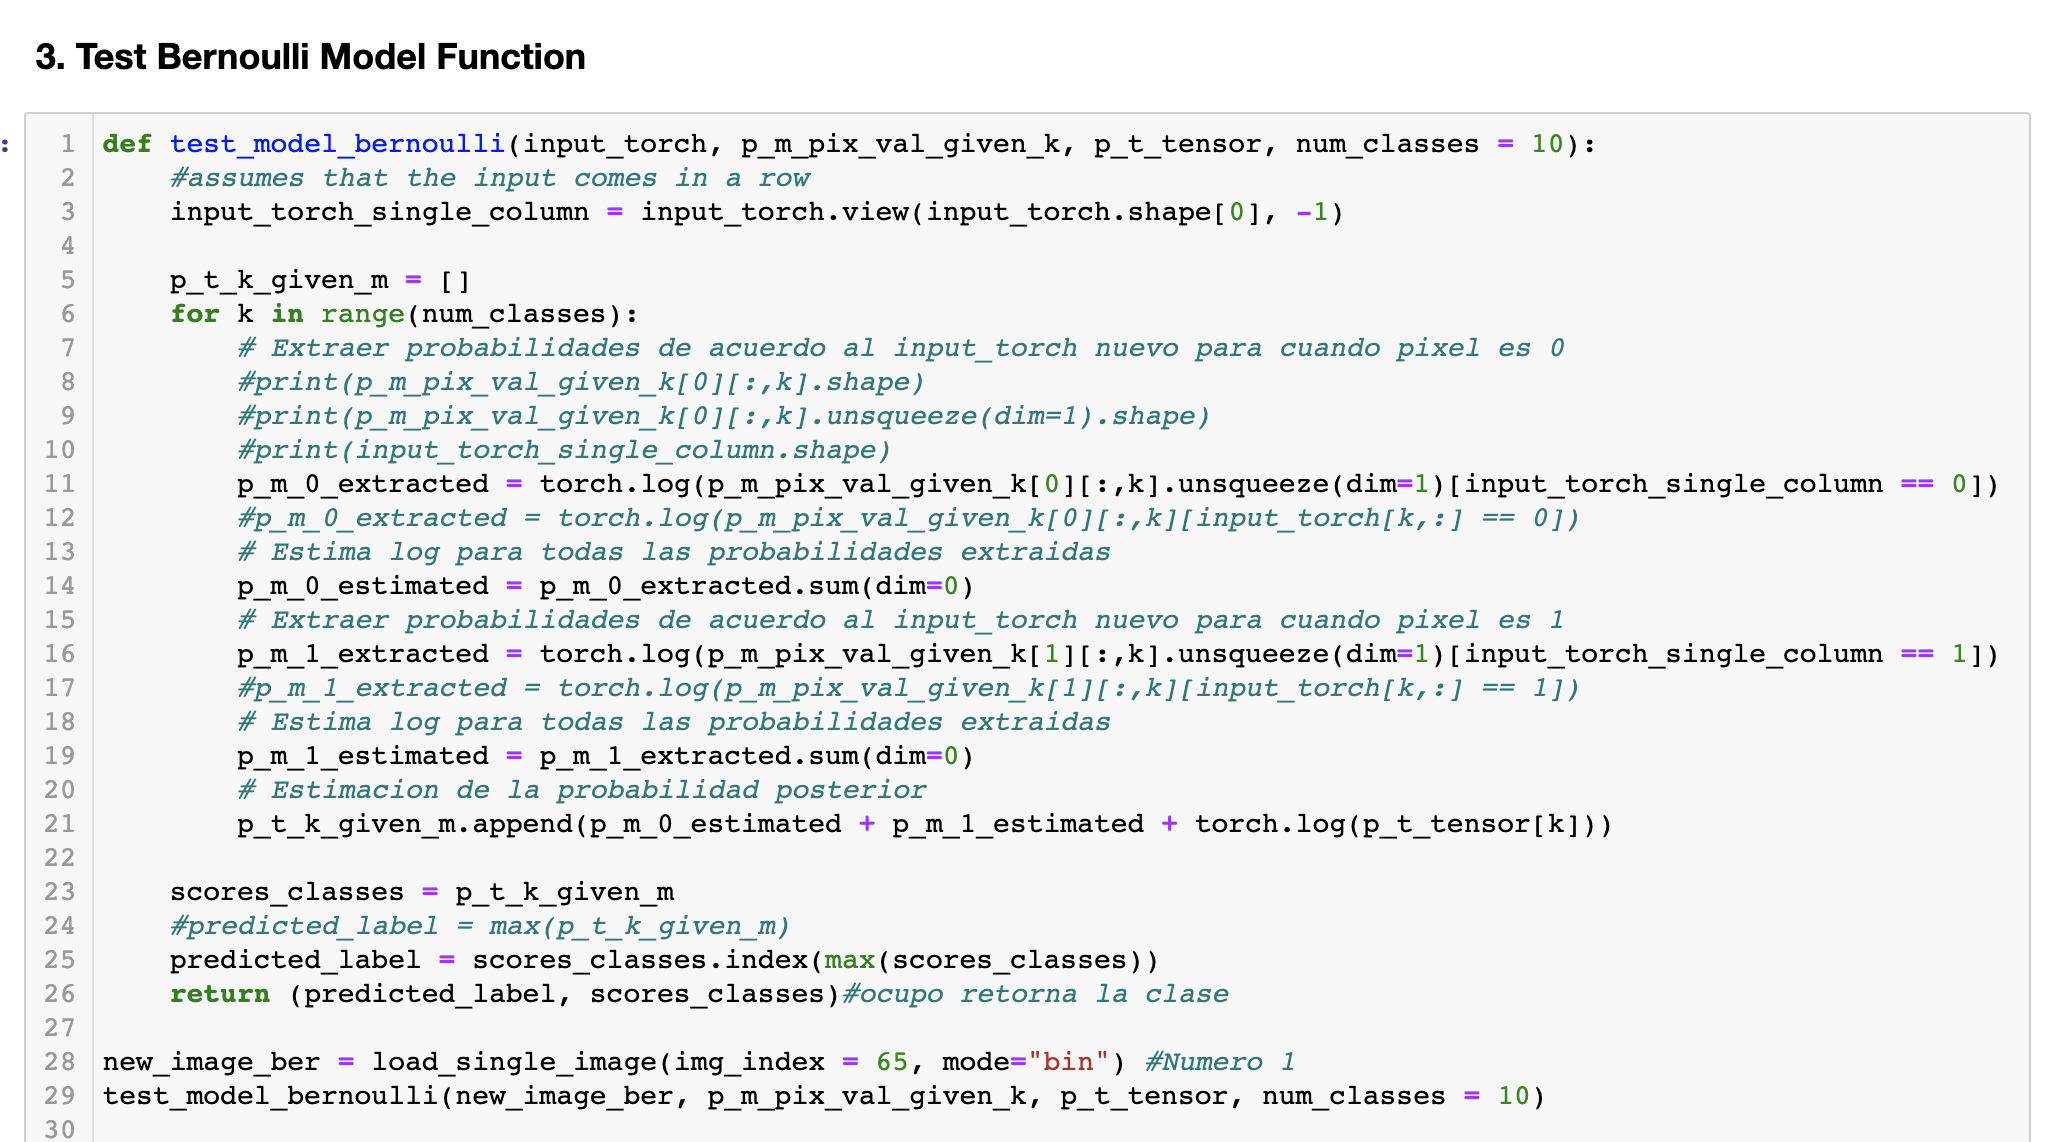 3. Test Bernoulli Model Function
: 1 def test_model_bernoulli(input_torch, p_m_pix_val_given_k, p_t_tensor, num_classes = 10):
2     #assumes that the input comes in a row
3     input_torch_single_column = input_torch.view(input_torch.shape[0], -1)
4
5     p_t_k_given_m = []
6     for k in range(num_classes):
7         # Extraer probabilidades de acuerdo al input_torch nuevo para cuando pixel es 0
8         #print(p_m_pix_val_given_k[0][:,k].shape)
9         #print(p_m_pix_val_given_k[0][:,k].unsqueeze(dim=1).shape)
10         #print(input_torch_single_column.shape)
11         p_m_0_extracted = torch.log(p_m_pix_val_given_k[0][:,k].unsqueeze(dim=1)[input_torch_single_column == 0])
12         #p_m_0_extracted = torch.log(p_m_pix_val_given_k[0][:,k][input_torch[k,:] == 0])
13         # Estima log para todas las probabilidades extraidas
14         p_m_0_estimated = p_m_0_extracted.sum(dim=0)
15         # Extraer probabilidades de acuerdo al input_torch nuevo para cuando pixel es 1
16         p_m_1_extracted = torch.log(p_m_pix_val_given_k[1][:,k].unsqueeze(dim=1)[input_torch_single_column == 1])
17         #p_m_1_extracted = torch.log(p_m_pix_val_given_k[1][:,k][input_torch[k,:] == 1])
18         # Estima log para todas las probabilidades extraidas
19         p_m_1_estimated = p_m_1_extracted.sum(dim=0)
20         # Estimacion de la probabilidad posterior
21         p_t_k_given_m.append(p_m_0_estimated + p_m_1_estimated + torch.log(p_t_tensor[k]))
22
23     scores_classes = p_t_k_given_m
24     #predicted_label = max(p_t_k_given_m)
25     predicted_label = scores_classes.index(max(scores_classes))
26     return (predicted_label, scores_classes)#ocupo retorna la clase
27
28 new_image_ber = load_single_image(img_index = 65, mode="bin") #Numero 1
29 test_model_bernoulli(new_image_ber, p_m_pix_val_given_k, p_t_tensor, num_classes = 10)
30